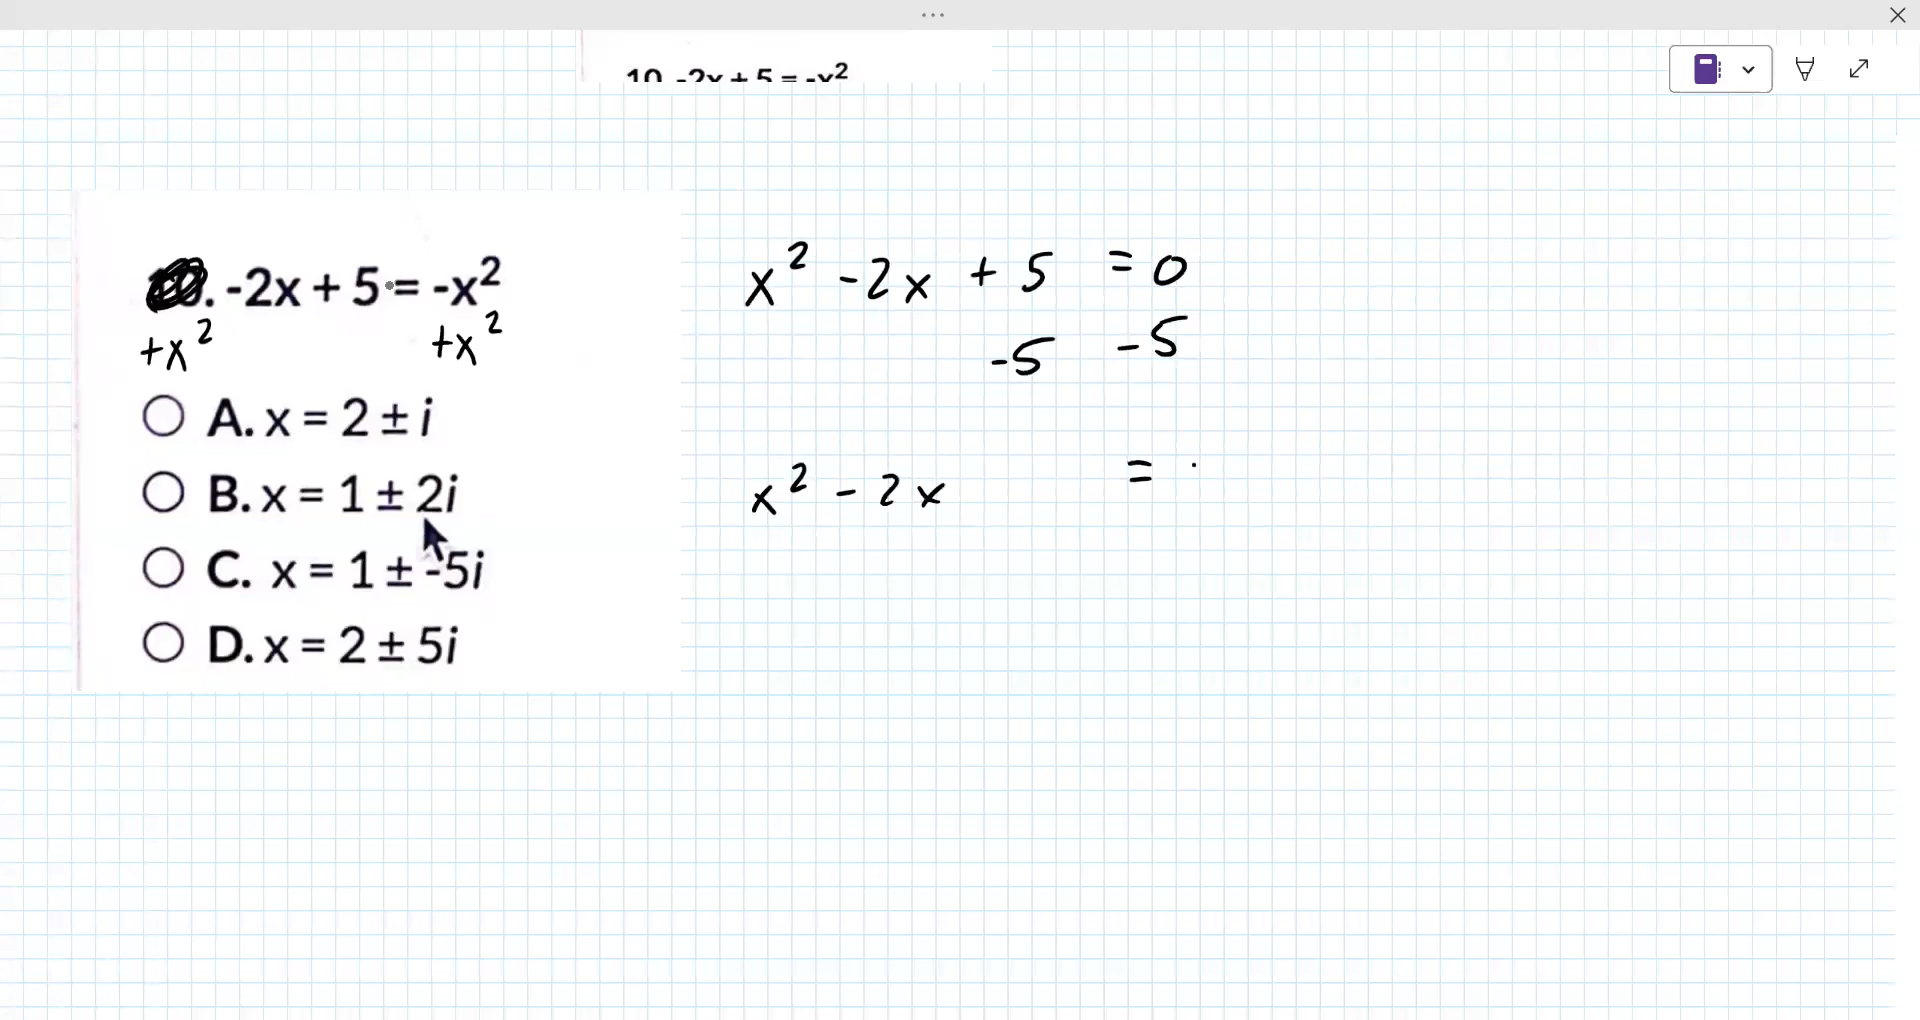 10. -2x + 5 = -x²
. -2x + 5 = -x²
+x² +x²
A. x = 2 ± i
B. x = 1 ± 2i
C. x = 1 ± -5i
D. x = 2 ± 5i
x² - 2x + 5 = 0
-5 -5
x² - 2x =